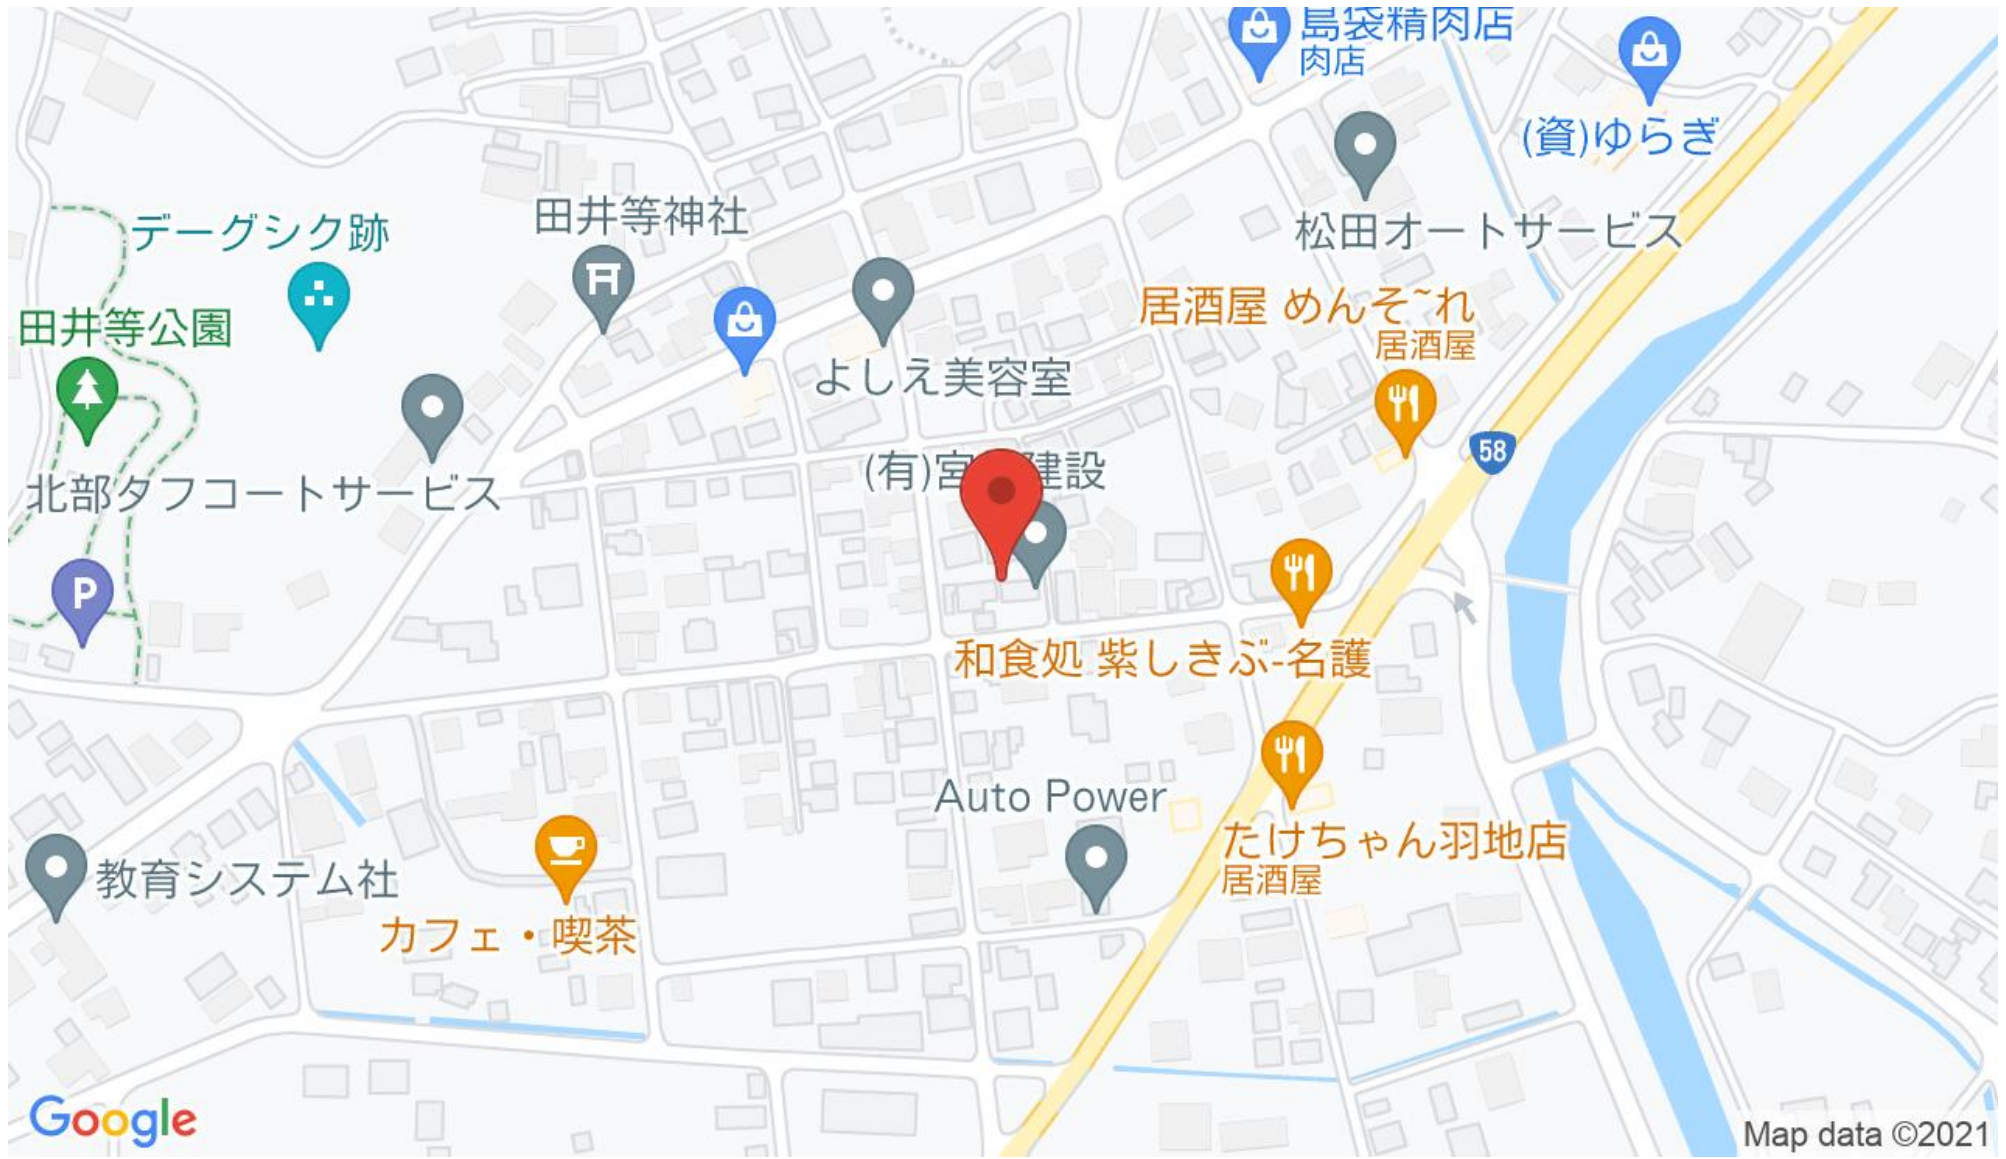 島袋精肉店
肉店
(資)ゆらぎ
松田オートサービス
田井等神社
デーグシク跡
田井等公園
居酒屋 めんそ~れ
居酒屋
よしえ美容室
58
(有)宮
建設
北部タフコートサービス
P
和食処 紫しきぶ-名護
Auto Power
たけちゃん羽地店
居酒屋
教育システム社
カフェ・喫茶
Google
Map data ©2021